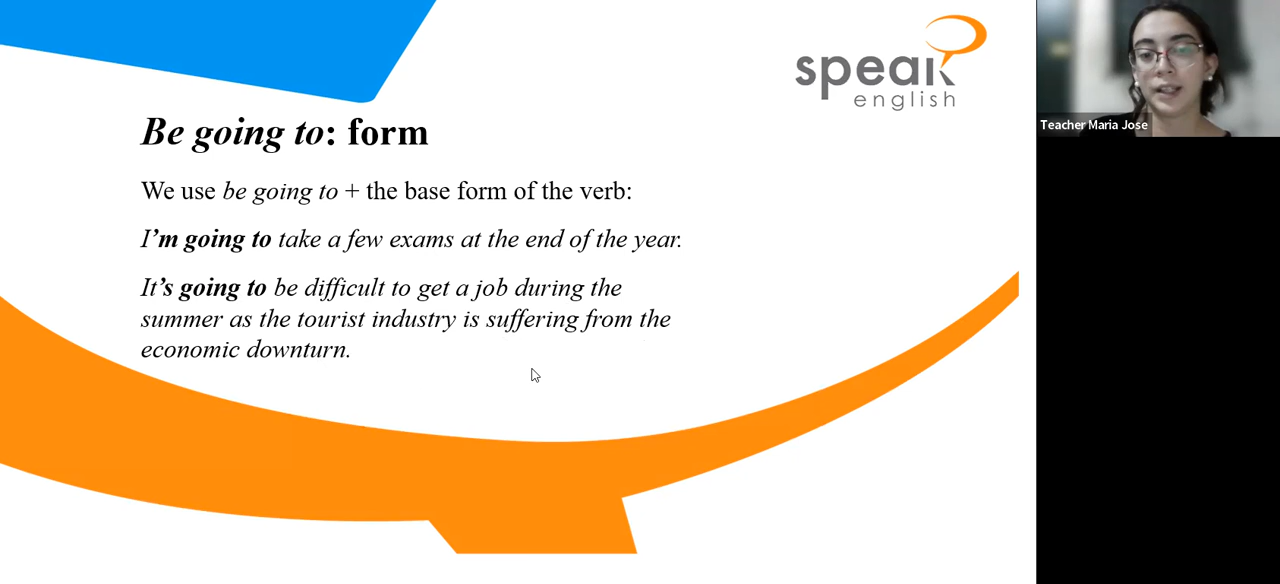 speak
english
Be going to: form
We use be going to + the base form of the verb:
I'm going to take a few exams at the end of the year.
It's going to be difficult to get a job during the
summer as the tourist industry is suffering from the
economic downturn.
Teacher Maria Jose